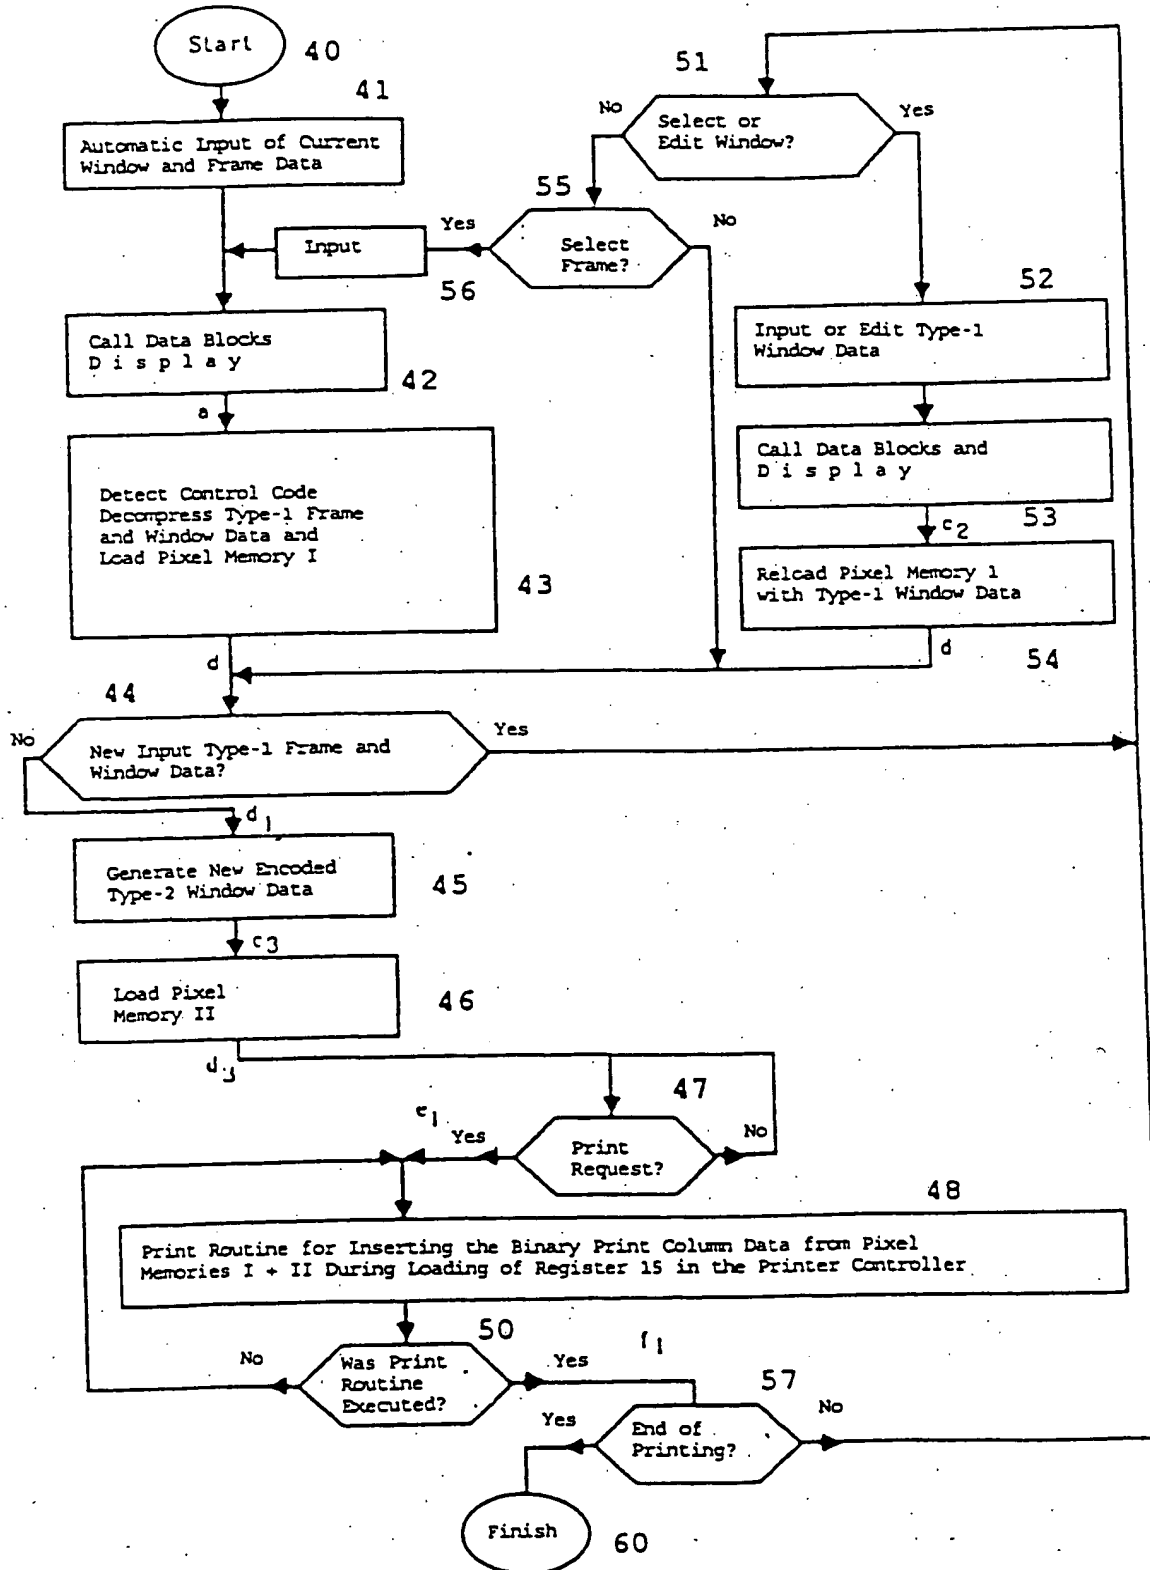 Start
40
41
Automatic Input of Current
Window and Frame Data
51
No
Select or
Edit Window?
Yes
55
Yes
Select
Frame?
No
Input
56
52
Input or Edit Type-1
Window Data
Call Data Blocks
D i s p l a y
42
a
Call Data Blocks and
D i s p l a y
53
c2
Detect Control Code
Decompress Type-1 Frame
and Window Data and
Load Pixel Memory I
43
Reload Pixel Memory 1
with Type-1 Window Data
54
d
d
44
No
New Input Type-1 Frame and
Window Data?
Yes
d1
Generate New Encoded
Type-2 Window Data
45
c3
Load Pixel
Memory II
46
d3
47
e1
Yes
Print
Request?
No
48
Print Routine for Inserting the Binary Print Column Data from Pixel
Memories I + II During Loading of Register 15 in the Printer Controller
50
No
Was Print
Routine
Executed?
Yes
f1
57
Yes
End of
Printing?
No
Finish
60